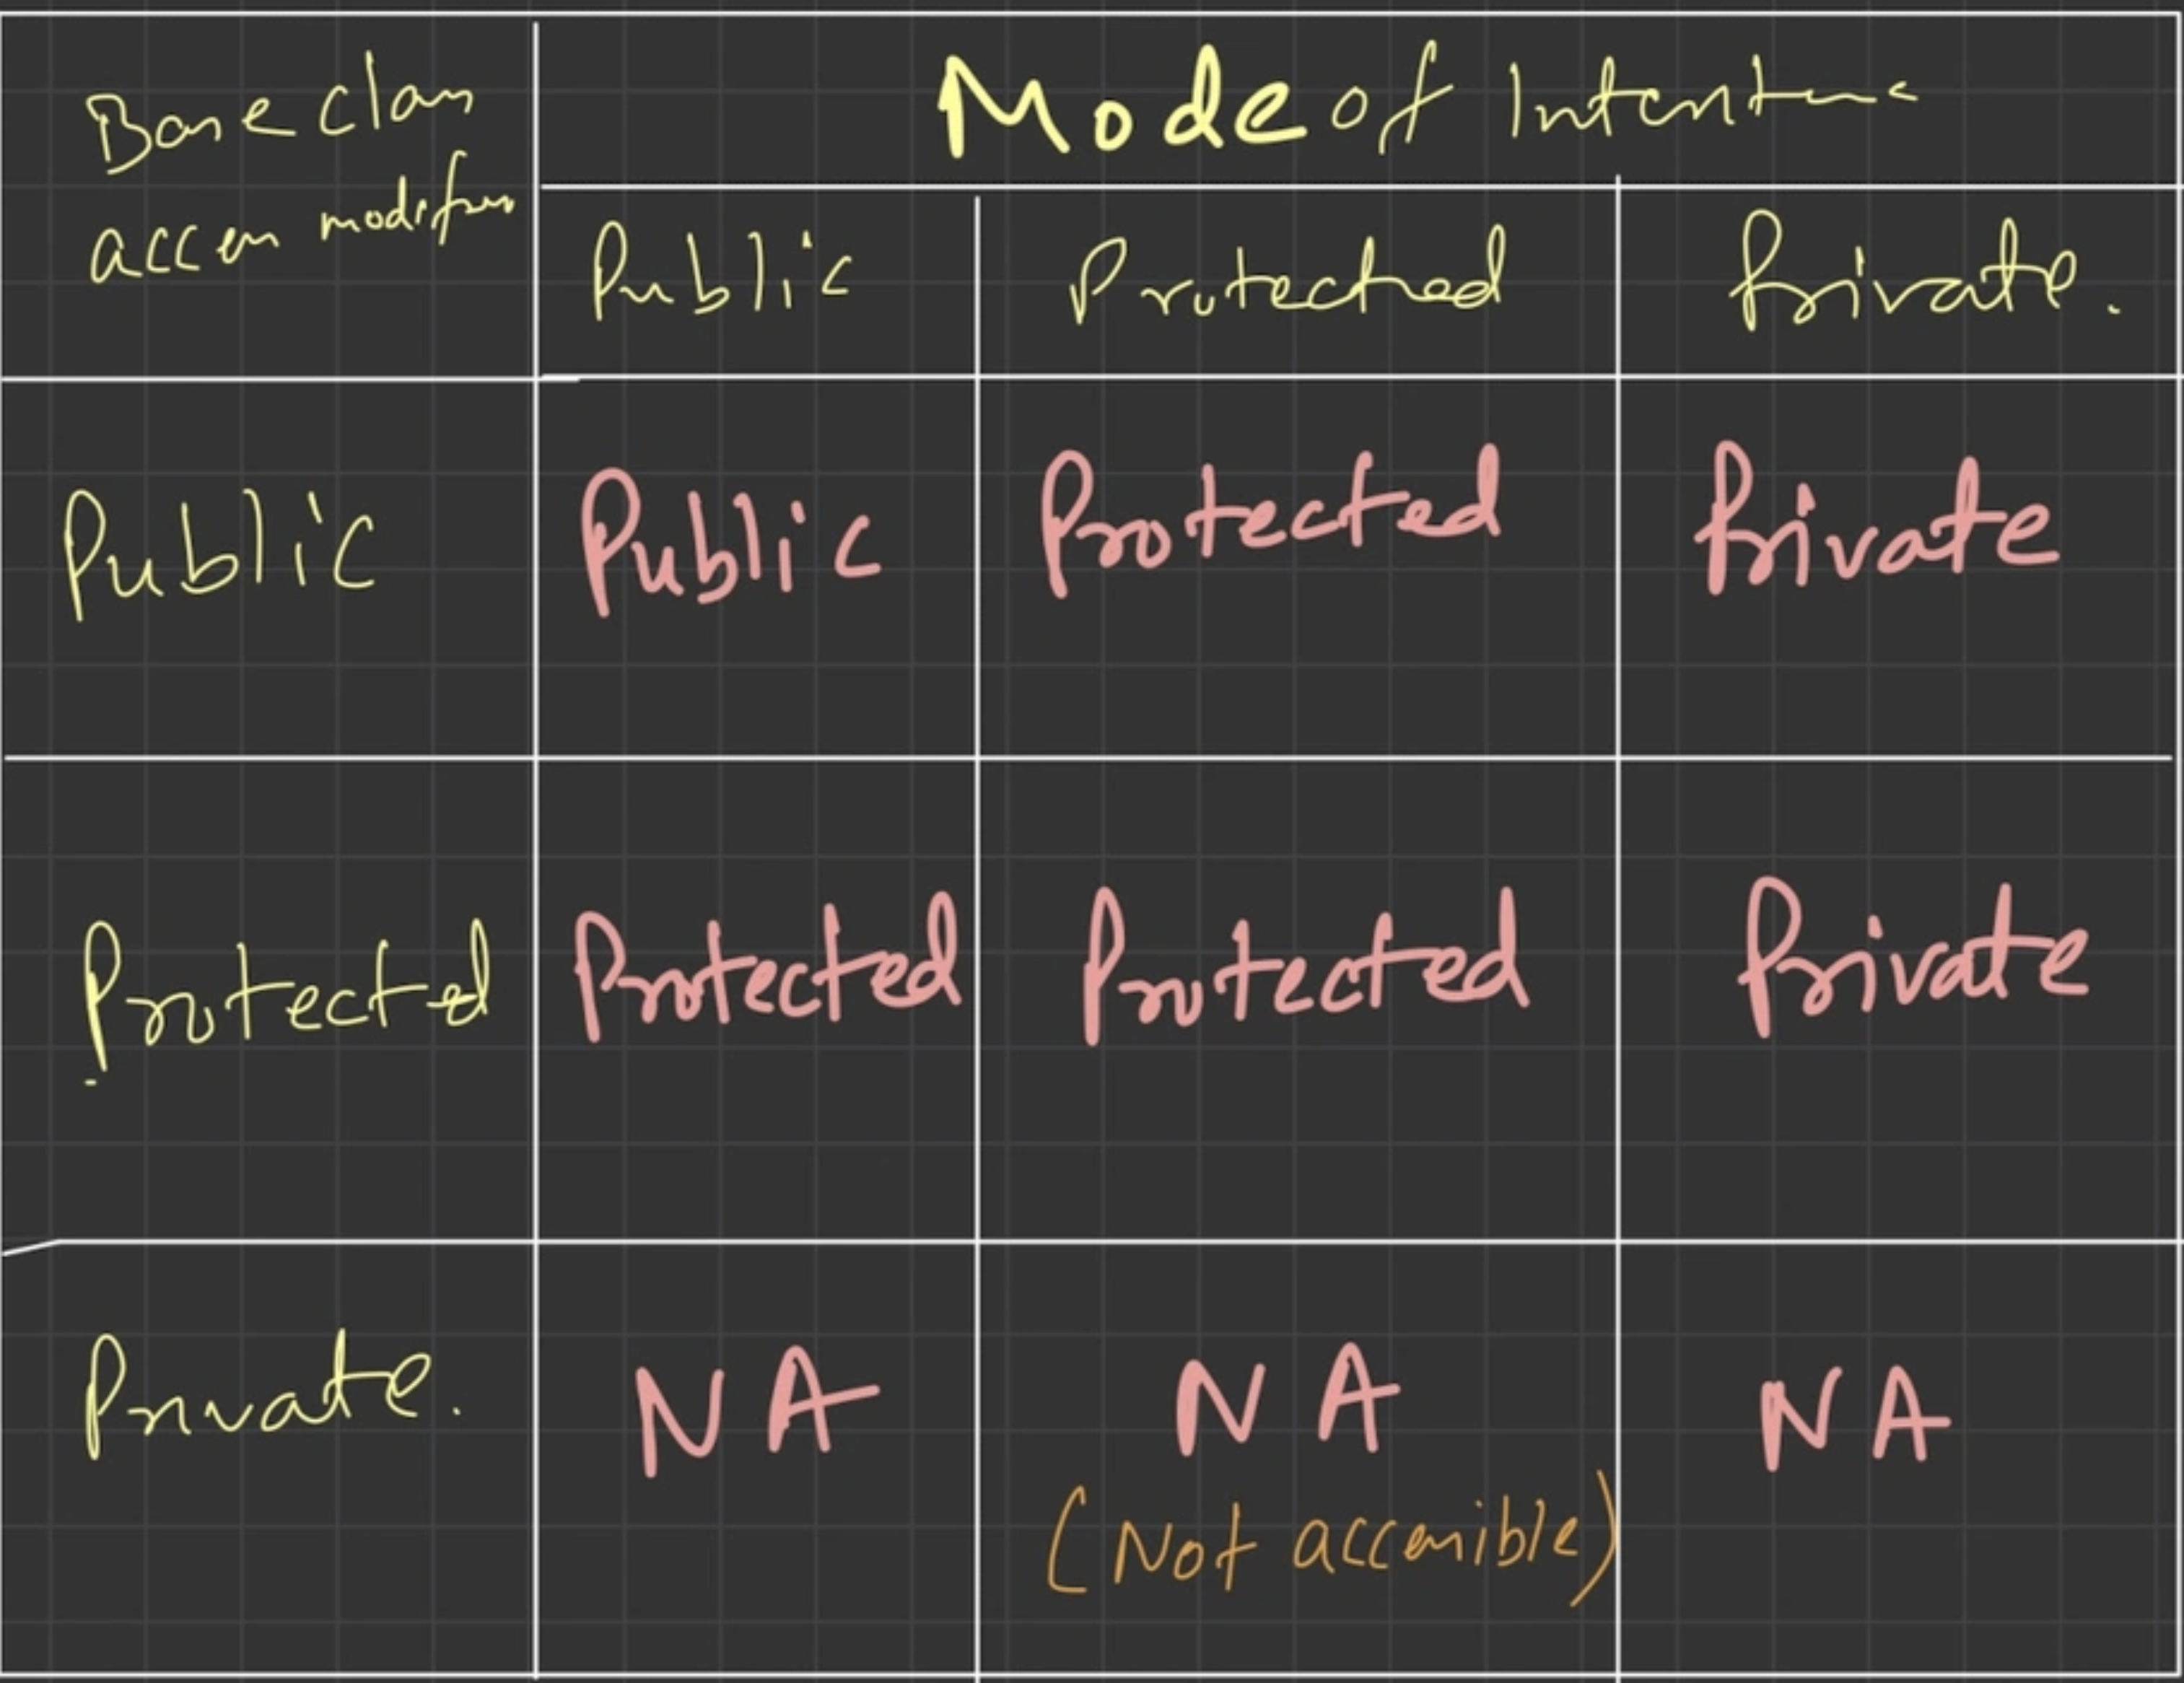 Base class Mode of Inheritance
access modifiers
Public Protected Private.
Public Public Protected Private
Protected Protected Protected Private
Private. NA NA NA
(Not accessible)